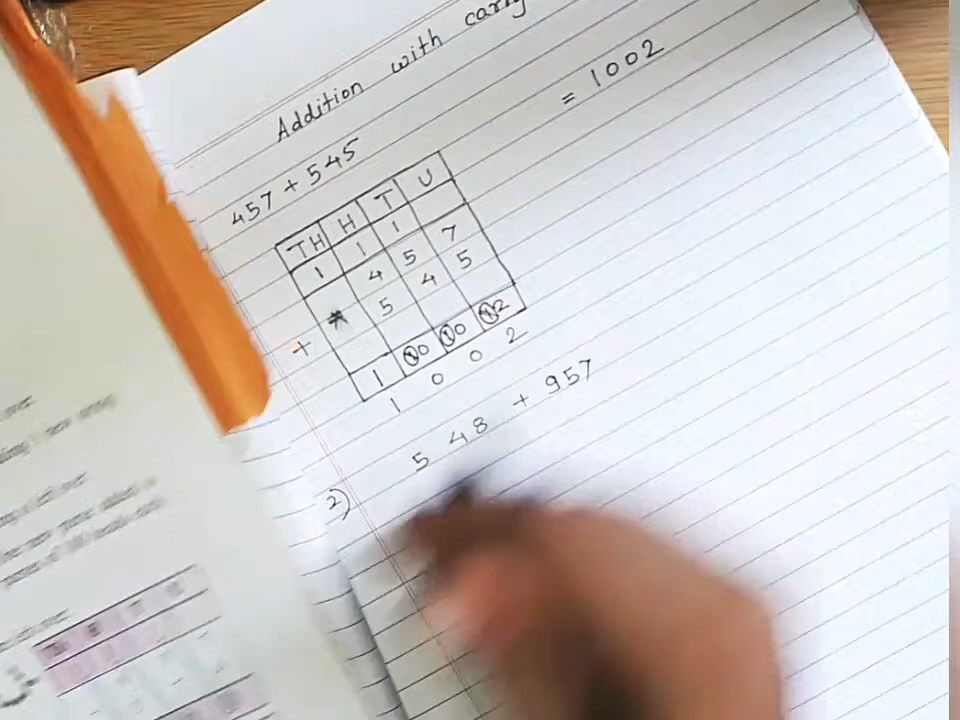 Addition with carry
457 + 545 = 1002
TH H T U
1 1 1
4 5 7
+ * 5 4 5
1 ①0 ①0 ①2
1 0 0 2
2) 548 + 957